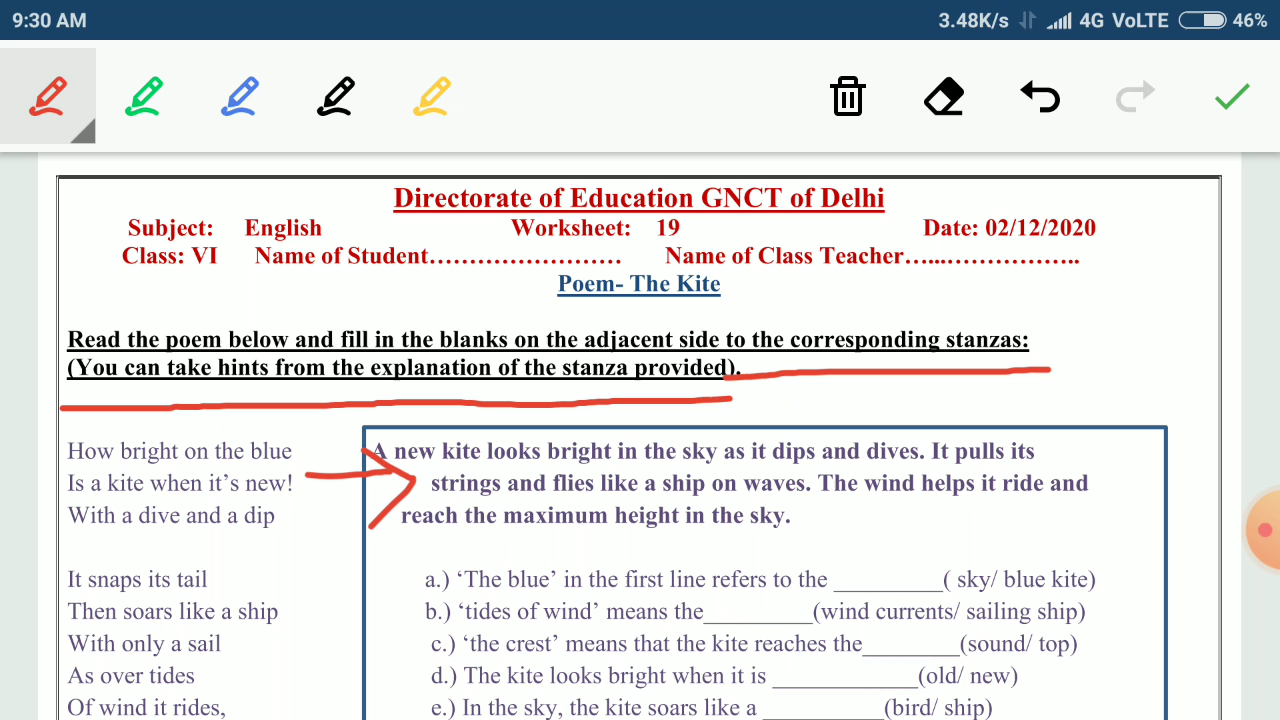 9:30 AM 3.48K/s 4G VoLTE 46%
Directorate of Education GNCT of Delhi
Subject: English Worksheet: 19 Date: 02/12/2020
Class: VI Name of Student…………………… Name of Class Teacher…...……………..
Poem- The Kite
Read the poem below and fill in the blanks on the adjacent side to the corresponding stanzas:
(You can take hints from the explanation of the stanza provided).
How bright on the blue
Is a kite when it’s new!
With a dive and a dip
It snaps its tail
Then soars like a ship
With only a sail
As over tides
Of wind it rides,
A new kite looks bright in the sky as it dips and dives. It pulls its
strings and flies like a ship on waves. The wind helps it ride and
reach the maximum height in the sky.
a.) ‘The blue’ in the first line refers to the _________( sky/ blue kite)
b.) ‘tides of wind’ means the_________(wind currents/ sailing ship)
c.) ‘the crest’ means that the kite reaches the________(sound/ top)
d.) The kite looks bright when it is ____________(old/ new)
e.) In the sky, the kite soars like a __________(bird/ ship)